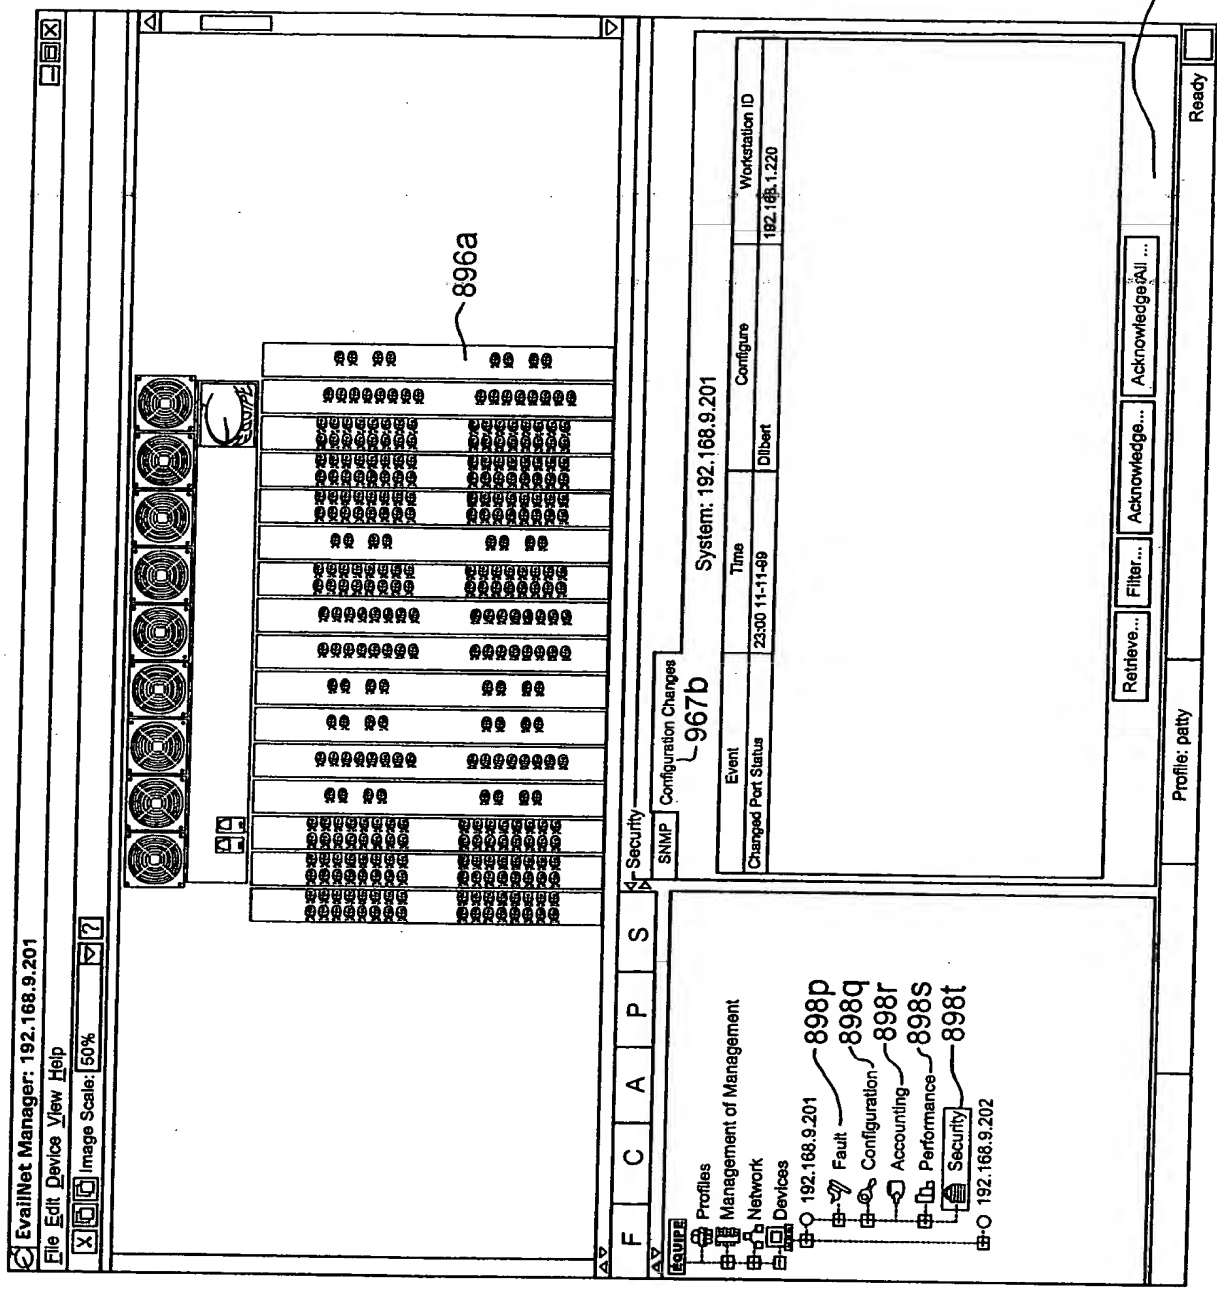 EvailNet Manager: 192.168.9.201
File Edit Device View Help
Image Scale: 50%
?
896a
F C A P S
EQUIPE
Profiles
Management of Management
Network
Devices
192.168.9.201
Fault 898p
Configuration 898q
Accounting 898r
Performance 898s
Security 898t
192.168.9.202
Security
SNMP Configuration Changes
967b
System: 192.168.9.201
Event Time Configure Workstation ID
Changed Port Status 23:00 11-11-99 Dilbert 192.168.1.220
Retrieve... Filter... Acknowledge... Acknowledge All ...
Profile: patty
Ready